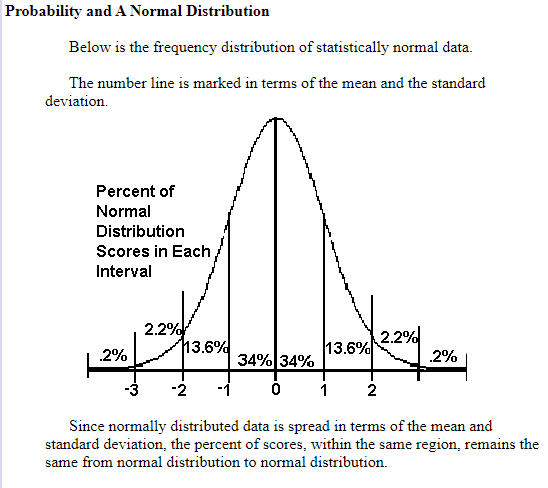 Probability and A Normal Distribution
Below is the frequency distribution of statistically normal data.
The number line is marked in terms of the mean and the standard
deviation.
Percent of
Normal
Distribution
Scores in Each
Interval
.2% 2.2% 13.6% 34% 34% 13.6% 2.2% .2%
-3 -2 -1 0 1 2
Since normally distributed data is spread in terms of the mean and
standard deviation, the percent of scores, within the same region, remains the
same from normal distribution to normal distribution.